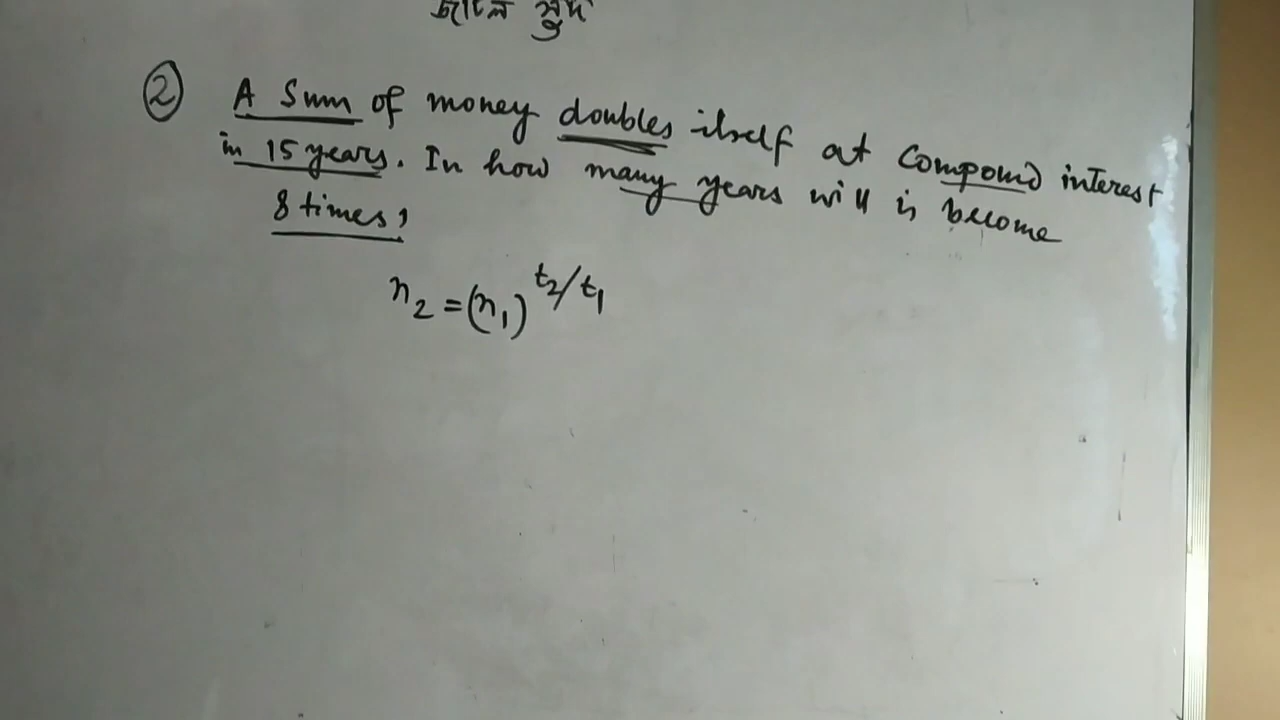 সুদ
② A Sum of money doubles itself at Compound interest
in 15 years. In how many years will is become
8 times,
n₂ = (n₁)^{t₂/t₁}